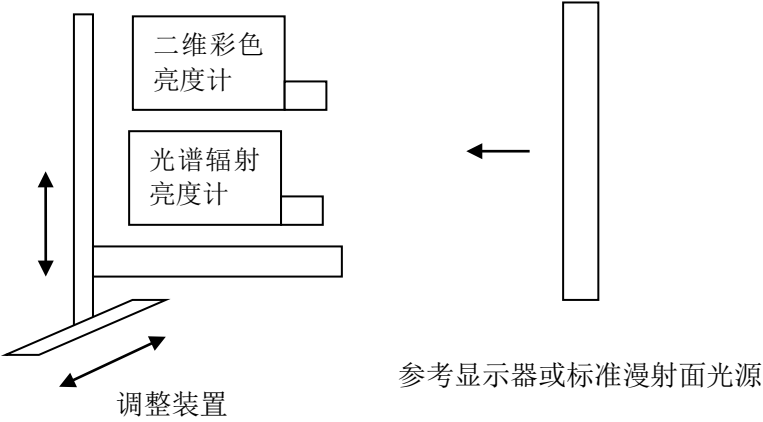 二维彩色
亮度计
光谱辐射
亮度计
参考显示器或标准漫射面光源
调整装置